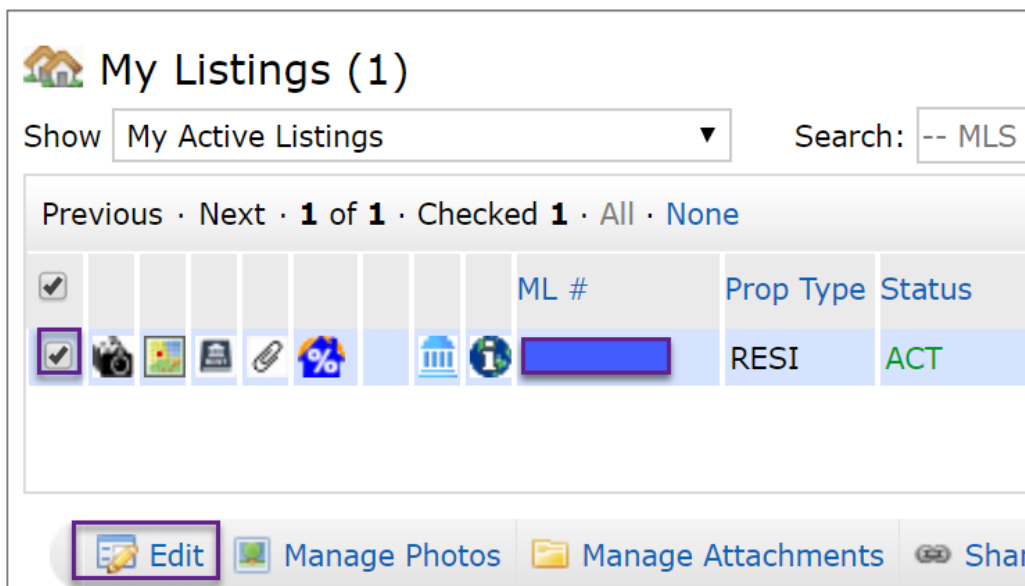 My Listings (1)
Show My Active Listings ▼ Search: -- MLS
Previous · Next · 1 of 1 · Checked 1 · All · None
ML # Prop Type Status
% i RESI ACT
Edit Manage Photos Manage Attachments Shar